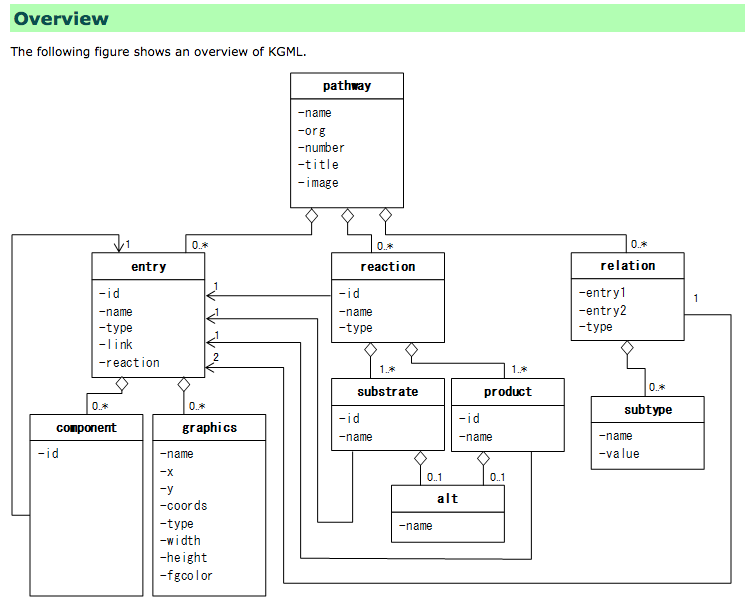 Overview
The following figure shows an overview of KGML.
pathway
-name
-org
-number
-title
-image
1
0..*
0..*
0..*
entry
-id
-name
-type
-link
-reaction
1
1
1
2
reaction
-id
-name
-type
relation
-entry1
-entry2
-type
1
0..*
0..*
1..*
1..*
0..*
component
-id
graphics
-name
-x
-y
-coords
-type
-width
-height
-fgcolor
substrate
-id
-name
product
-id
-name
subtype
-name
-value
0..1
0..1
alt
-name